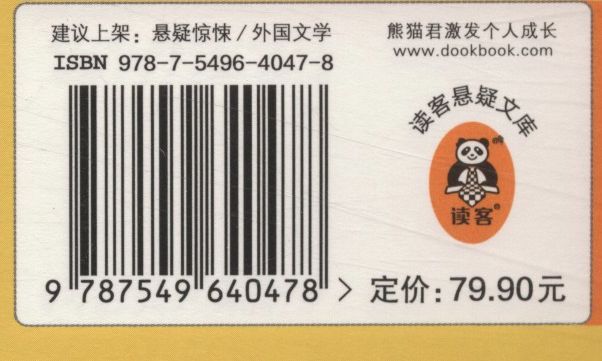 建议上架：悬疑惊悚/外国文学
ISBN 978-7-5496-4047-8
9 787549 640478 >
熊猫君激发个人成长
www.dookbook.com
读客悬疑文库
读客®
定价：79.90元